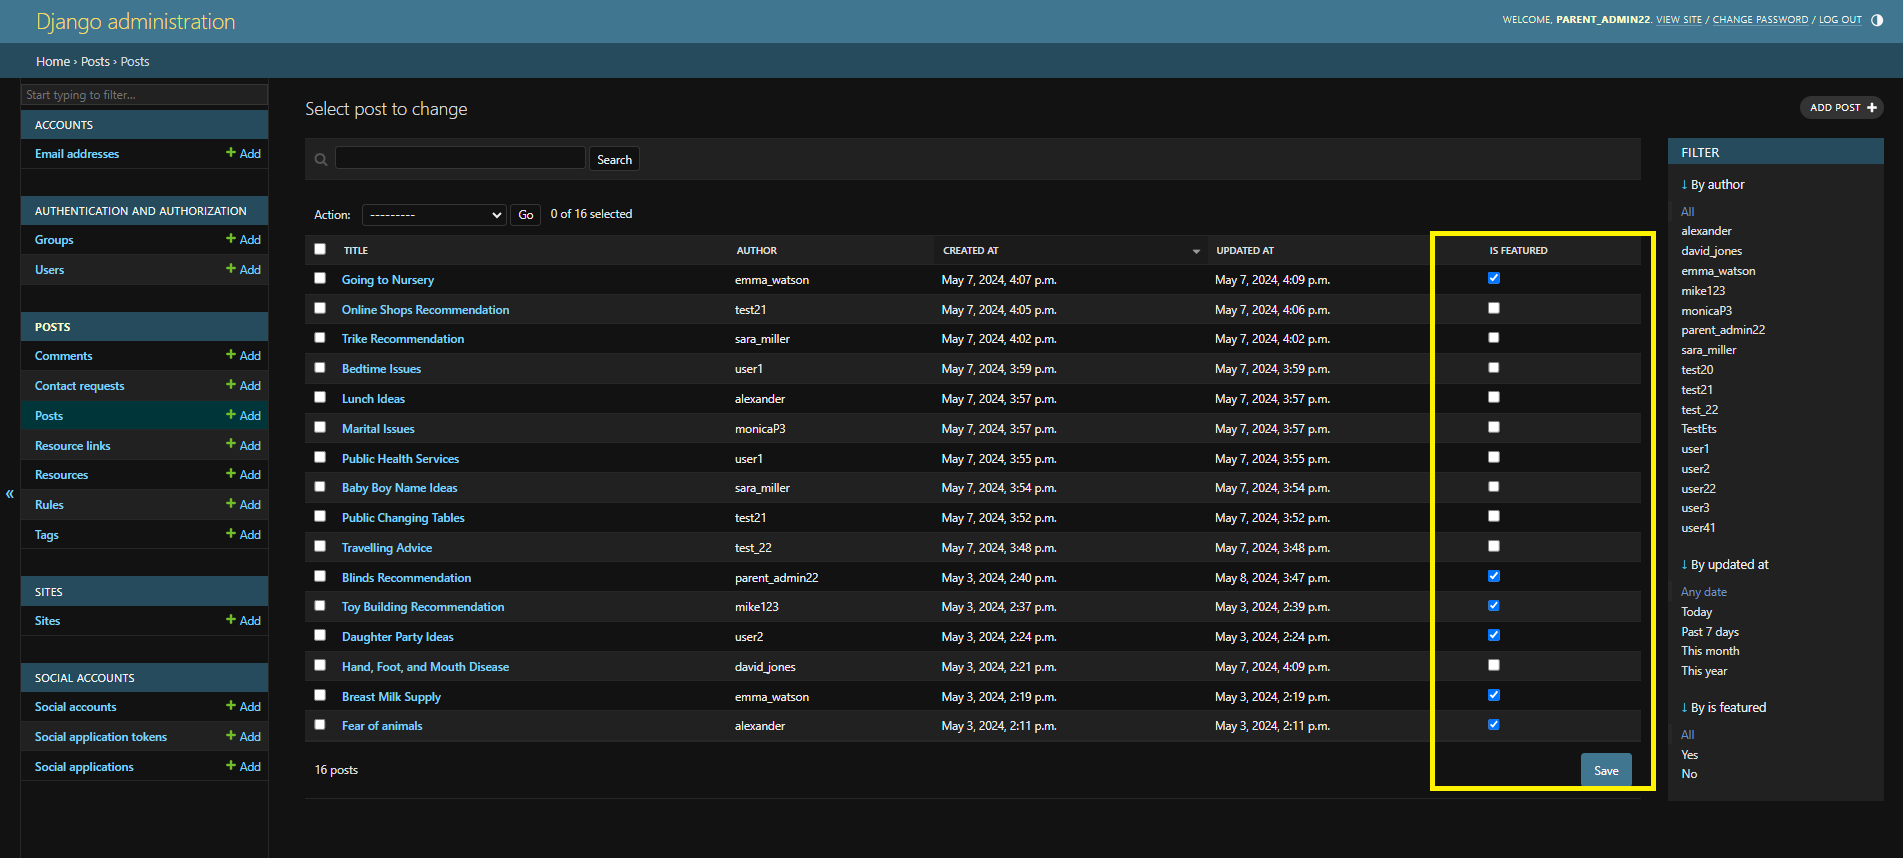 Django administration
WELCOME, PARENT_ADMIN22. VIEW SITE / CHANGE PASSWORD / LOG OUT
Home › Posts › Posts
Start typing to filter...
ACCOUNTS
Email addresses + Add
AUTHENTICATION AND AUTHORIZATION
Groups + Add
Users + Add
POSTS
Comments + Add
Contact requests + Add
Posts + Add
Resource links + Add
Resources + Add
Rules + Add
Tags + Add
SITES
Sites + Add
SOCIAL ACCOUNTS
Social accounts + Add
Social application tokens + Add
Social applications + Add
«
Select post to change
ADD POST +
Search
Action: --------- Go 0 of 16 selected
TITLE AUTHOR CREATED AT UPDATED AT IS FEATURED
Going to Nursery emma_watson May 7, 2024, 4:07 p.m. May 7, 2024, 4:09 p.m.
Online Shops Recommendation test21 May 7, 2024, 4:05 p.m. May 7, 2024, 4:06 p.m.
Trike Recommendation sara_miller May 7, 2024, 4:02 p.m. May 7, 2024, 4:02 p.m.
Bedtime Issues user1 May 7, 2024, 3:59 p.m. May 7, 2024, 3:59 p.m.
Lunch Ideas alexander May 7, 2024, 3:57 p.m. May 7, 2024, 3:57 p.m.
Marital Issues monicaP3 May 7, 2024, 3:57 p.m. May 7, 2024, 3:57 p.m.
Public Health Services user1 May 7, 2024, 3:55 p.m. May 7, 2024, 3:55 p.m.
Baby Boy Name Ideas sara_miller May 7, 2024, 3:54 p.m. May 7, 2024, 3:54 p.m.
Public Changing Tables test21 May 7, 2024, 3:52 p.m. May 7, 2024, 3:52 p.m.
Travelling Advice test_22 May 7, 2024, 3:48 p.m. May 7, 2024, 3:48 p.m.
Blinds Recommendation parent_admin22 May 3, 2024, 2:40 p.m. May 8, 2024, 3:47 p.m.
Toy Building Recommendation mike123 May 3, 2024, 2:37 p.m. May 3, 2024, 2:39 p.m.
Daughter Party Ideas user2 May 3, 2024, 2:24 p.m. May 3, 2024, 2:24 p.m.
Hand, Foot, and Mouth Disease david_jones May 3, 2024, 2:21 p.m. May 7, 2024, 4:09 p.m.
Breast Milk Supply emma_watson May 3, 2024, 2:19 p.m. May 3, 2024, 2:19 p.m.
Fear of animals alexander May 3, 2024, 2:11 p.m. May 3, 2024, 2:11 p.m.
16 posts
Save
FILTER
↓ By author
All
alexander
david_jones
emma_watson
mike123
monicaP3
parent_admin22
sara_miller
test20
test21
test_22
TestEts
user1
user2
user22
user3
user41
↓ By updated at
Any date
Today
Past 7 days
This month
This year
↓ By is featured
All
Yes
No